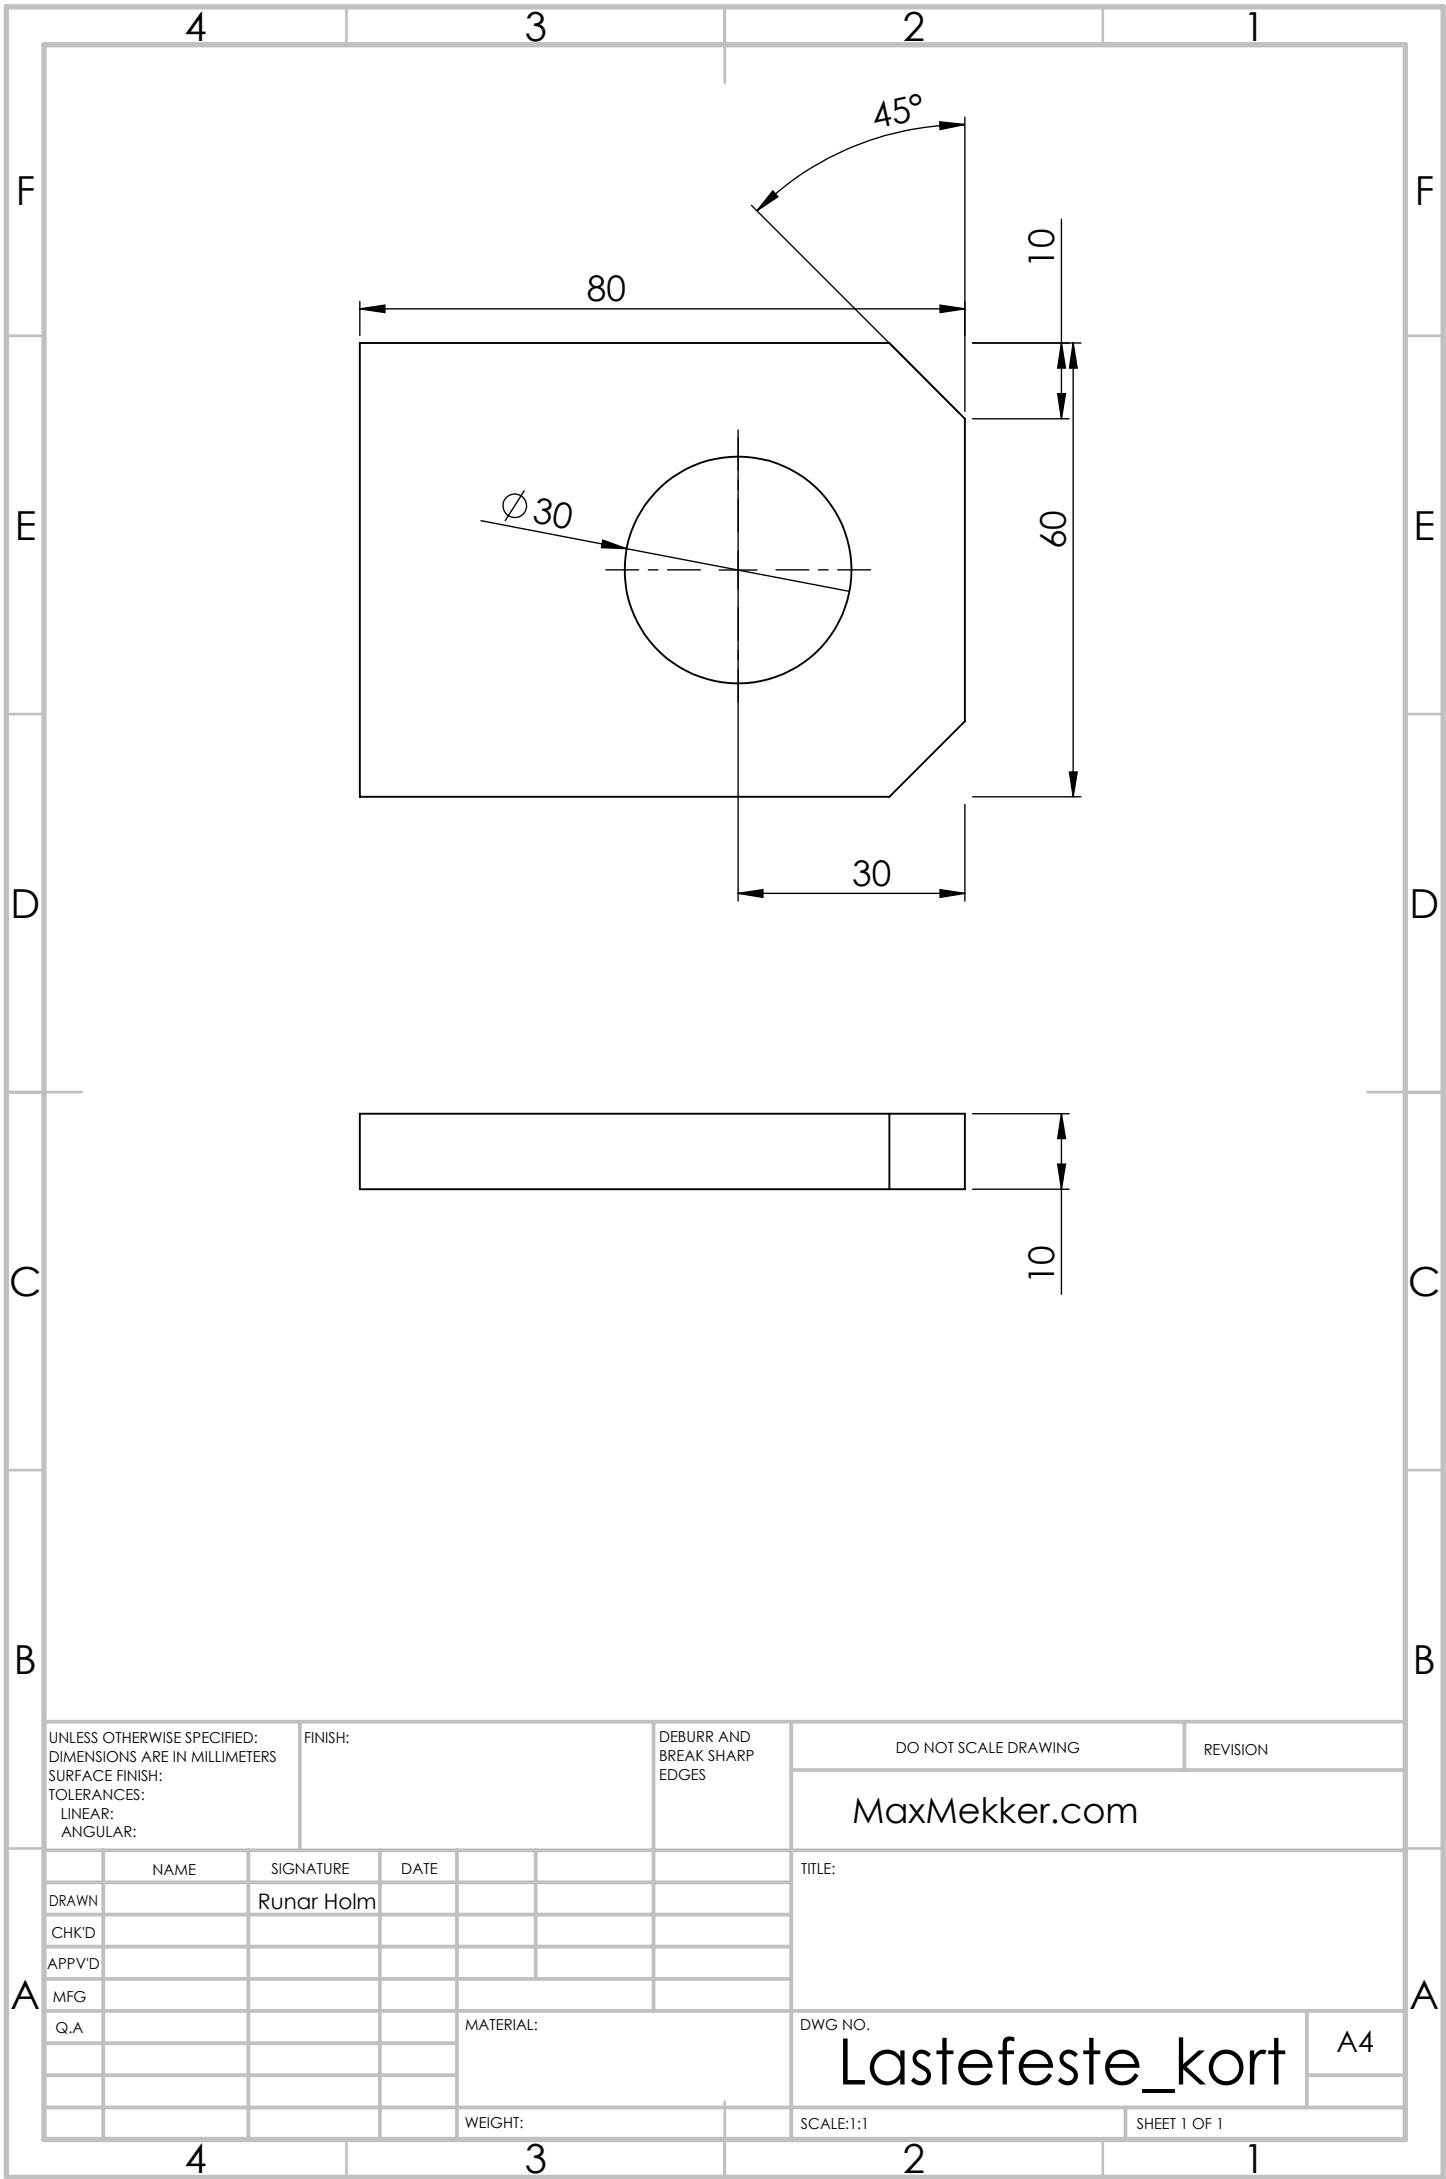 4 3 2 1
45°
F F
10
80
Ø30
E 60 E
D D
30
C 10 C
B B
UNLESS OTHERWISE SPECIFIED:
DIMENSIONS ARE IN MILLIMETERS
SURFACE FINISH:
TOLERANCES:
LINEAR:
ANGULAR:
FINISH:
DEBURR AND
BREAK SHARP
EDGES
DO NOT SCALE DRAWING
REVISION
MaxMekker.com
NAME SIGNATURE DATE
TITLE:
DRAWN Runar Holm
CHK'D
APPV'D
A MFG A
Q.A
MATERIAL:
DWG NO.
Lastefeste_kort
A4
WEIGHT:
SCALE:1:1
SHEET 1 OF 1
4 3 2 1